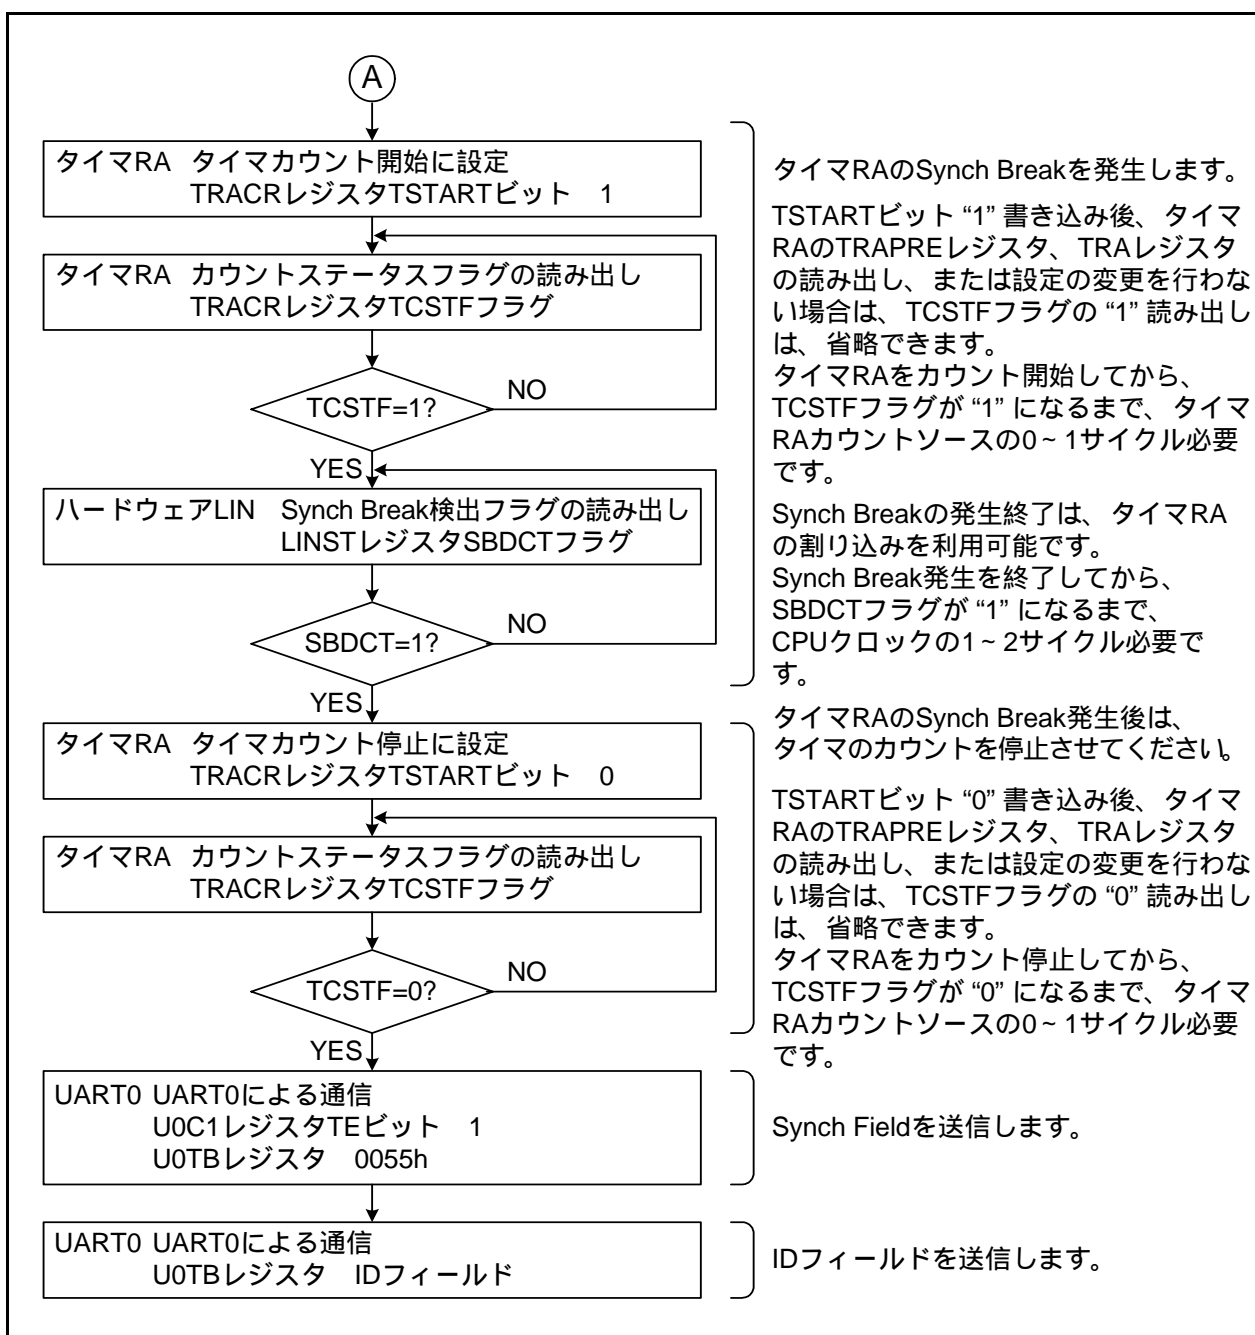 A
タイマRA タイマカウント開始に設定
TRACRレジスタTSTARTビット 1
タイマRA カウントステータスフラグの読み出し
TRACRレジスタTCSTFフラグ
TCSTF=1?
NO
YES
ハードウェアLIN Synch Break検出フラグの読み出し
LINSTレジスタSBDCTフラグ
SBDCT=1?
NO
YES
タイマRAのSynch Breakを発生します。
TSTARTビット “1” 書き込み後、タイマ
RAのTRAPREレジスタ、TRAレジスタ
の読み出し、または設定の変更を行わな
い場合は、TCSTFフラグの “1” 読み出し
は、省略できます。
タイマRAをカウント開始してから、
TCSTFフラグが “1” になるまで、タイマ
RAカウントソースの0~1サイクル必要
です。
Synch Breakの発生終了は、タイマRA
の割り込みを利用可能です。
Synch Break発生を終了してから、
SBDCTフラグが “1” になるまで、
CPUクロックの1~2サイクル必要で
す。
タイマRA タイマカウント停止に設定
TRACRレジスタTSTARTビット 0
タイマRA カウントステータスフラグの読み出し
TRACRレジスタTCSTFフラグ
TCSTF=0?
NO
YES
タイマRAのSynch Break発生後は、
タイマのカウントを停止させてください。
TSTARTビット “0” 書き込み後、タイマ
RAのTRAPREレジスタ、TRAレジスタ
の読み出し、または設定の変更を行わな
い場合は、TCSTFフラグの “0” 読み出し
は、省略できます。
タイマRAをカウント停止してから、
TCSTFフラグが “0” になるまで、タイマ
RAカウントソースの0~1サイクル必要
です。
UART0 UART0による通信
U0C1レジスタTEビット 1
U0TBレジスタ 0055h
Synch Fieldを送信します。
UART0 UART0による通信
U0TBレジスタ IDフィールド
IDフィールドを送信します。